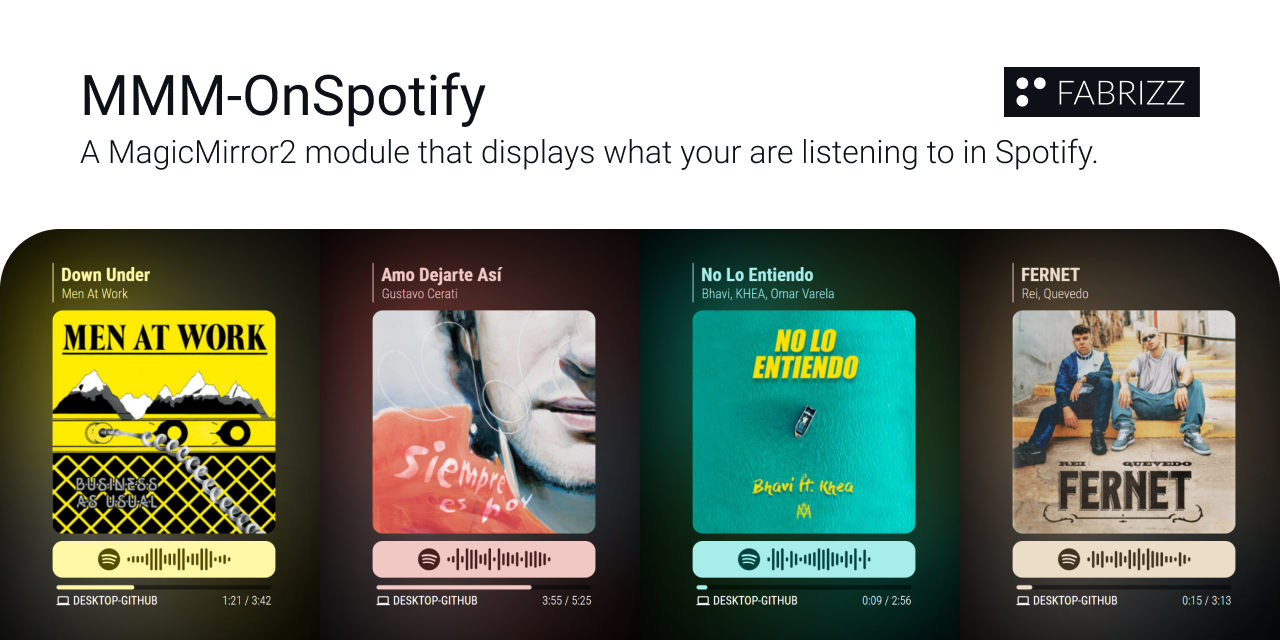 MMM-OnSpotify
FABRIZZ
A MagicMirror2 module that displays what your are listening to in Spotify.
Down Under
Men At Work
MEN AT WORK
BUSINESS
AS USUAL
DESKTOP-GITHUB 1:21 / 3:42
Amo Dejarte Así
Gustavo Cerati
Siempre
es hoy
DESKTOP-GITHUB 3:55 / 5:25
No Lo Entiendo
Bhavi, KHEA, Omar Varela
NO LO
ENTIENDO
Bhavi ft. Khea
DESKTOP-GITHUB 0:09 / 2:56
FERNET
Rei, Quevedo
REI QUEVEDO
FERNET
DESKTOP-GITHUB 0:15 / 3:13